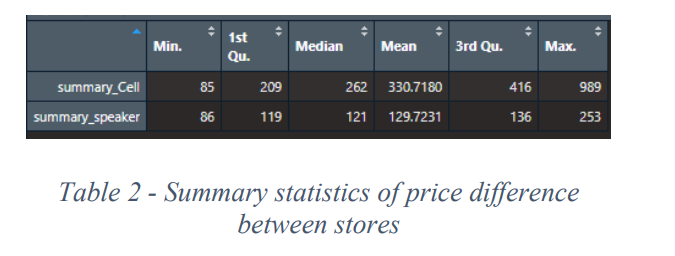 Min. 1st Qu. Median Mean 3rd Qu. Max.
summary_Cell 85 209 262 330.7180 416 989
summary_speaker 86 119 121 129.7231 136 253
Table 2 - Summary statistics of price difference
between stores